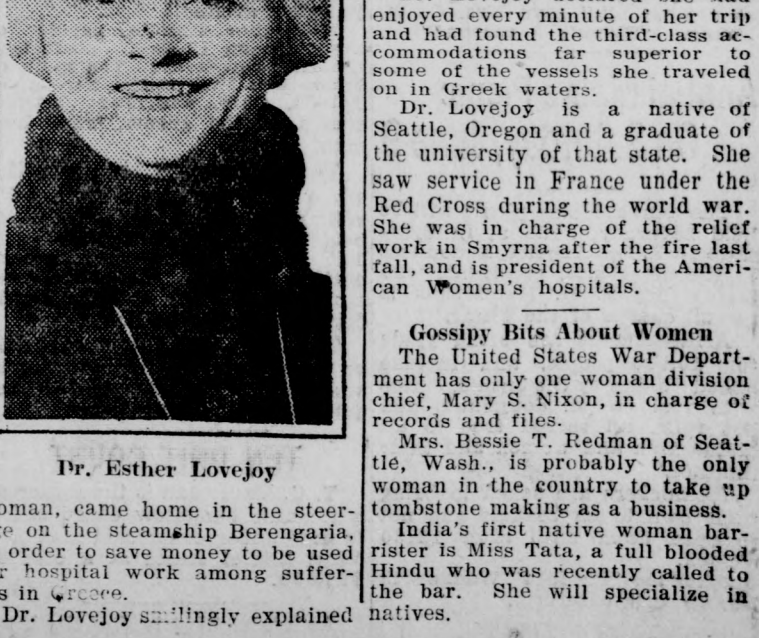 Dr. Esther Lovejoy
oman, came home in the steer-
on the steamship Berengaria,
order to save money to be used
r hospital work among suffer-
s in Greece.
Dr. Lovejoy smilingly explained
enjoyed every minute of her trip
and had found the third-class ac-
commodations far superior to
some of the vessels she traveled
on in Greek waters.
Dr. Lovejoy is a native of
Seattle, Oregon and a graduate of
the university of that state. She
saw service in France under the
Red Cross during the world war.
She was in charge of the relief
work in Smyrna after the fire last
fall, and is president of the Ameri-
can Women's hospitals.
Gossipy Bits About Women
The United States War Depart-
ment has only one woman division
chief, Mary S. Nixon, in charge of
records and files.
Mrs. Bessie T. Redman of Seat-
tle, Wash., is probably the only
woman in the country to take up
tombstone making as a business.
India's first native woman bar-
rister is Miss Tata, a full blooded
Hindu who was recently called to
the bar. She will specialize in
natives.